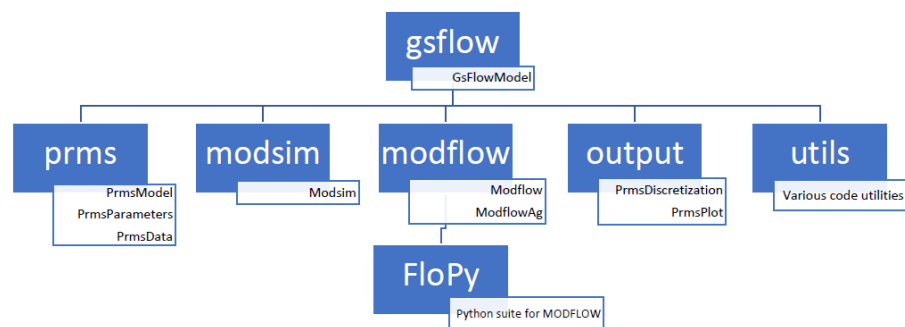 gsflow
GsFlowModel
prms
PrmsModel
PrmsParameters
PrmsData
modsim
Modsim
modflow
Modflow
ModflowAg
output
PrmsDiscretization
PrmsPlot
utils
Various code utilities
FloPy
Python suite for MODFLOW